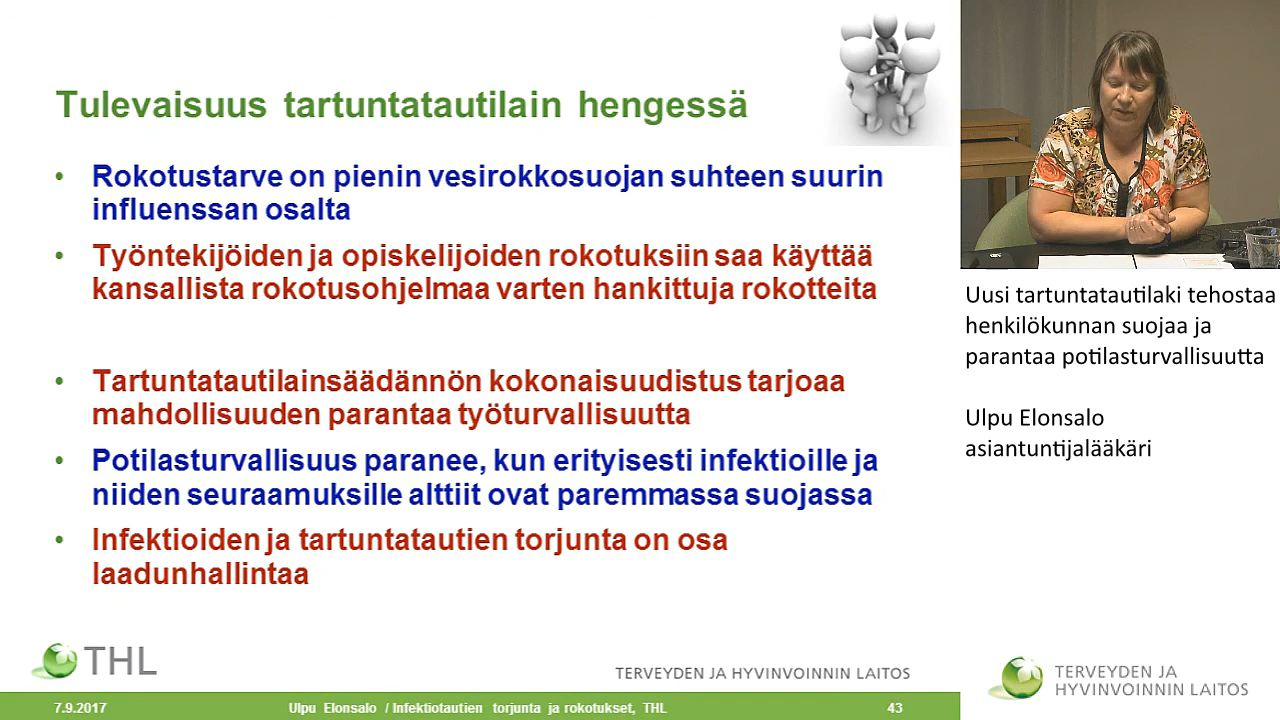 Tulevaisuus tartuntatautilain hengessä
• Rokotustarve on pienin vesirokkosuojan suhteen suurin
influenssan osalta
• Työntekijöiden ja opiskelijoiden rokotuksiin saa käyttää
kansallista rokotusohjelmaa varten hankittuja rokotteita
• Tartuntatautilainsäädännön kokonaisuudistus tarjoaa
mahdollisuuden parantaa työturvallisuutta
• Potilasturvallisuus paranee, kun erityisesti infektioille ja
niiden seuraamuksille alttiit ovat paremmassa suojassa
• Infektioiden ja tartuntatautien torjunta on osa
laadunhallintaa
THL
TERVEYDEN JA HYVINVOINNIN LAITOS
7.9.2017 Ulpu Elonsalo / Infektiotautien torjunta ja rokotukset, THL 43
Uusi tartuntatautilaki tehostaa
henkilökunnan suojaa ja
parantaa potilasturvallisuutta
Ulpu Elonsalo
asiantuntijalääkäri
TERVEYDEN JA
HYVINVOINNIN LAITOS